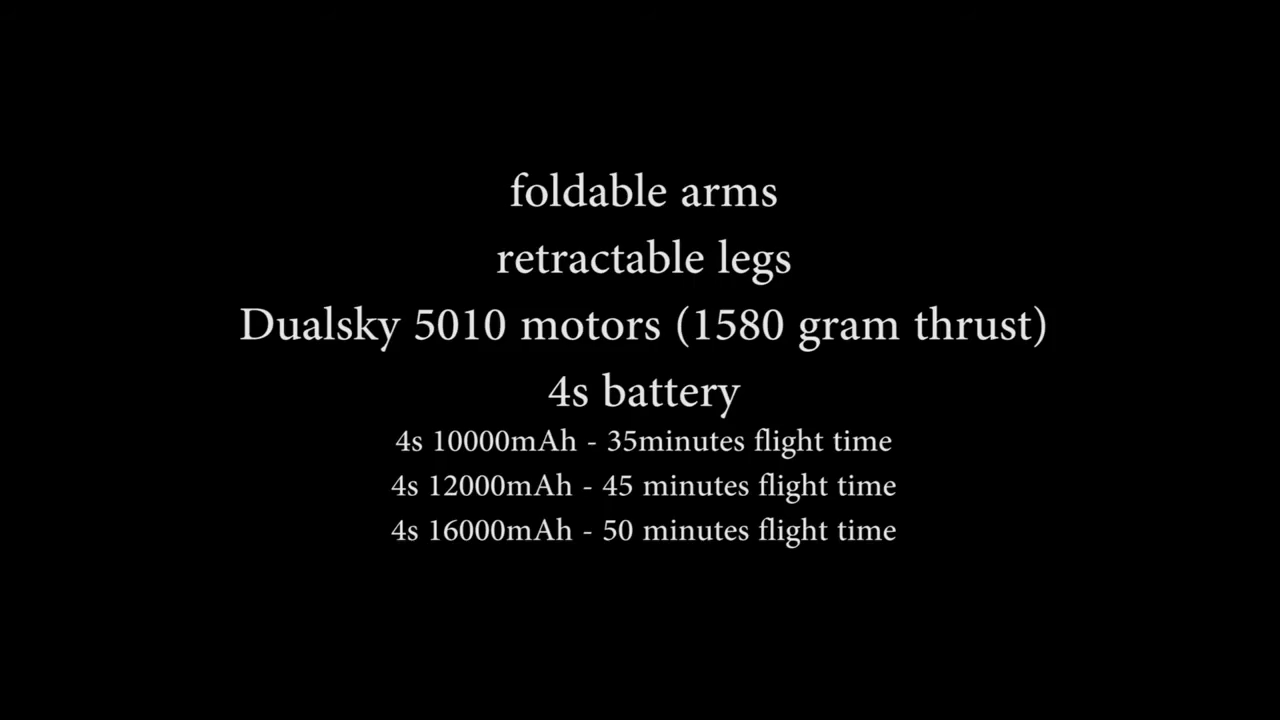 foldable arms
retractable legs
Dualsky 5010 motors (1580 gram thrust)
4s battery
4s 10000mAh - 35minutes flight time
4s 12000mAh - 45 minutes flight time
4s 16000mAh - 50 minutes flight time